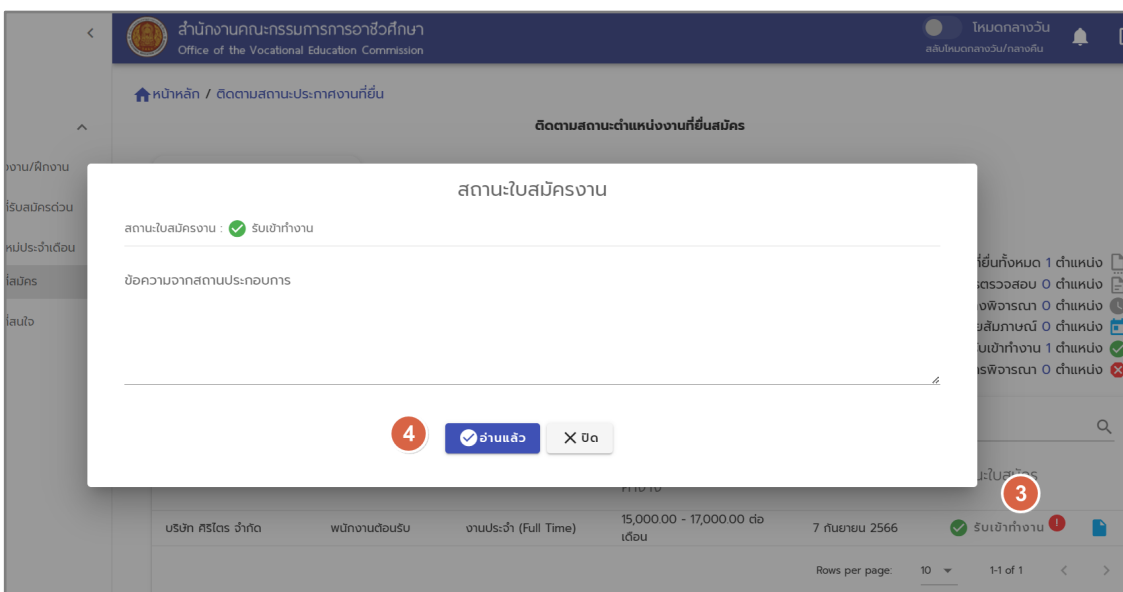 สำนักงานคณะกรรมการการอาชีวศึกษา
Office of the Vocational Education Commission
โหมดกลางวัน
สลับโหมดกลางวัน/กลางคืน
หน้าหลัก / ติดตามสถานะประกาศงานที่ยื่น
ติดตามสถานะตำแหน่งงานที่ยื่นสมัคร
งาน/ฝึกงาน
รับสมัครด่วน
หม่ประจำเดือน
สมัคร
สนใจ
สถานะใบสมัครงาน
สถานะใบสมัครงาน : รับเข้าทำงาน
ข้อความจากสถานประกอบการ
4
อ่านแล้ว
ปิด
ยื่นทั้งหมด 1 ตำแหน่ง
ตรวจสอบ 0 ตำแหน่ง
พิจารณา 0 ตำแหน่ง
สัมภาษณ์ 0 ตำแหน่ง
ับเข้าทำงาน 1 ตำแหน่ง
รพิจารณา 0 ตำแหน่ง
3
บริษัท ศิริไตร จำกัด
พนักงานต้อนรับ
งานประจำ (Full Time)
15,000.00 - 17,000.00 ต่อ
เดือน
7 กันยายน 2566
รับเข้าทำงาน
Rows per page:
10
1-1 of 1